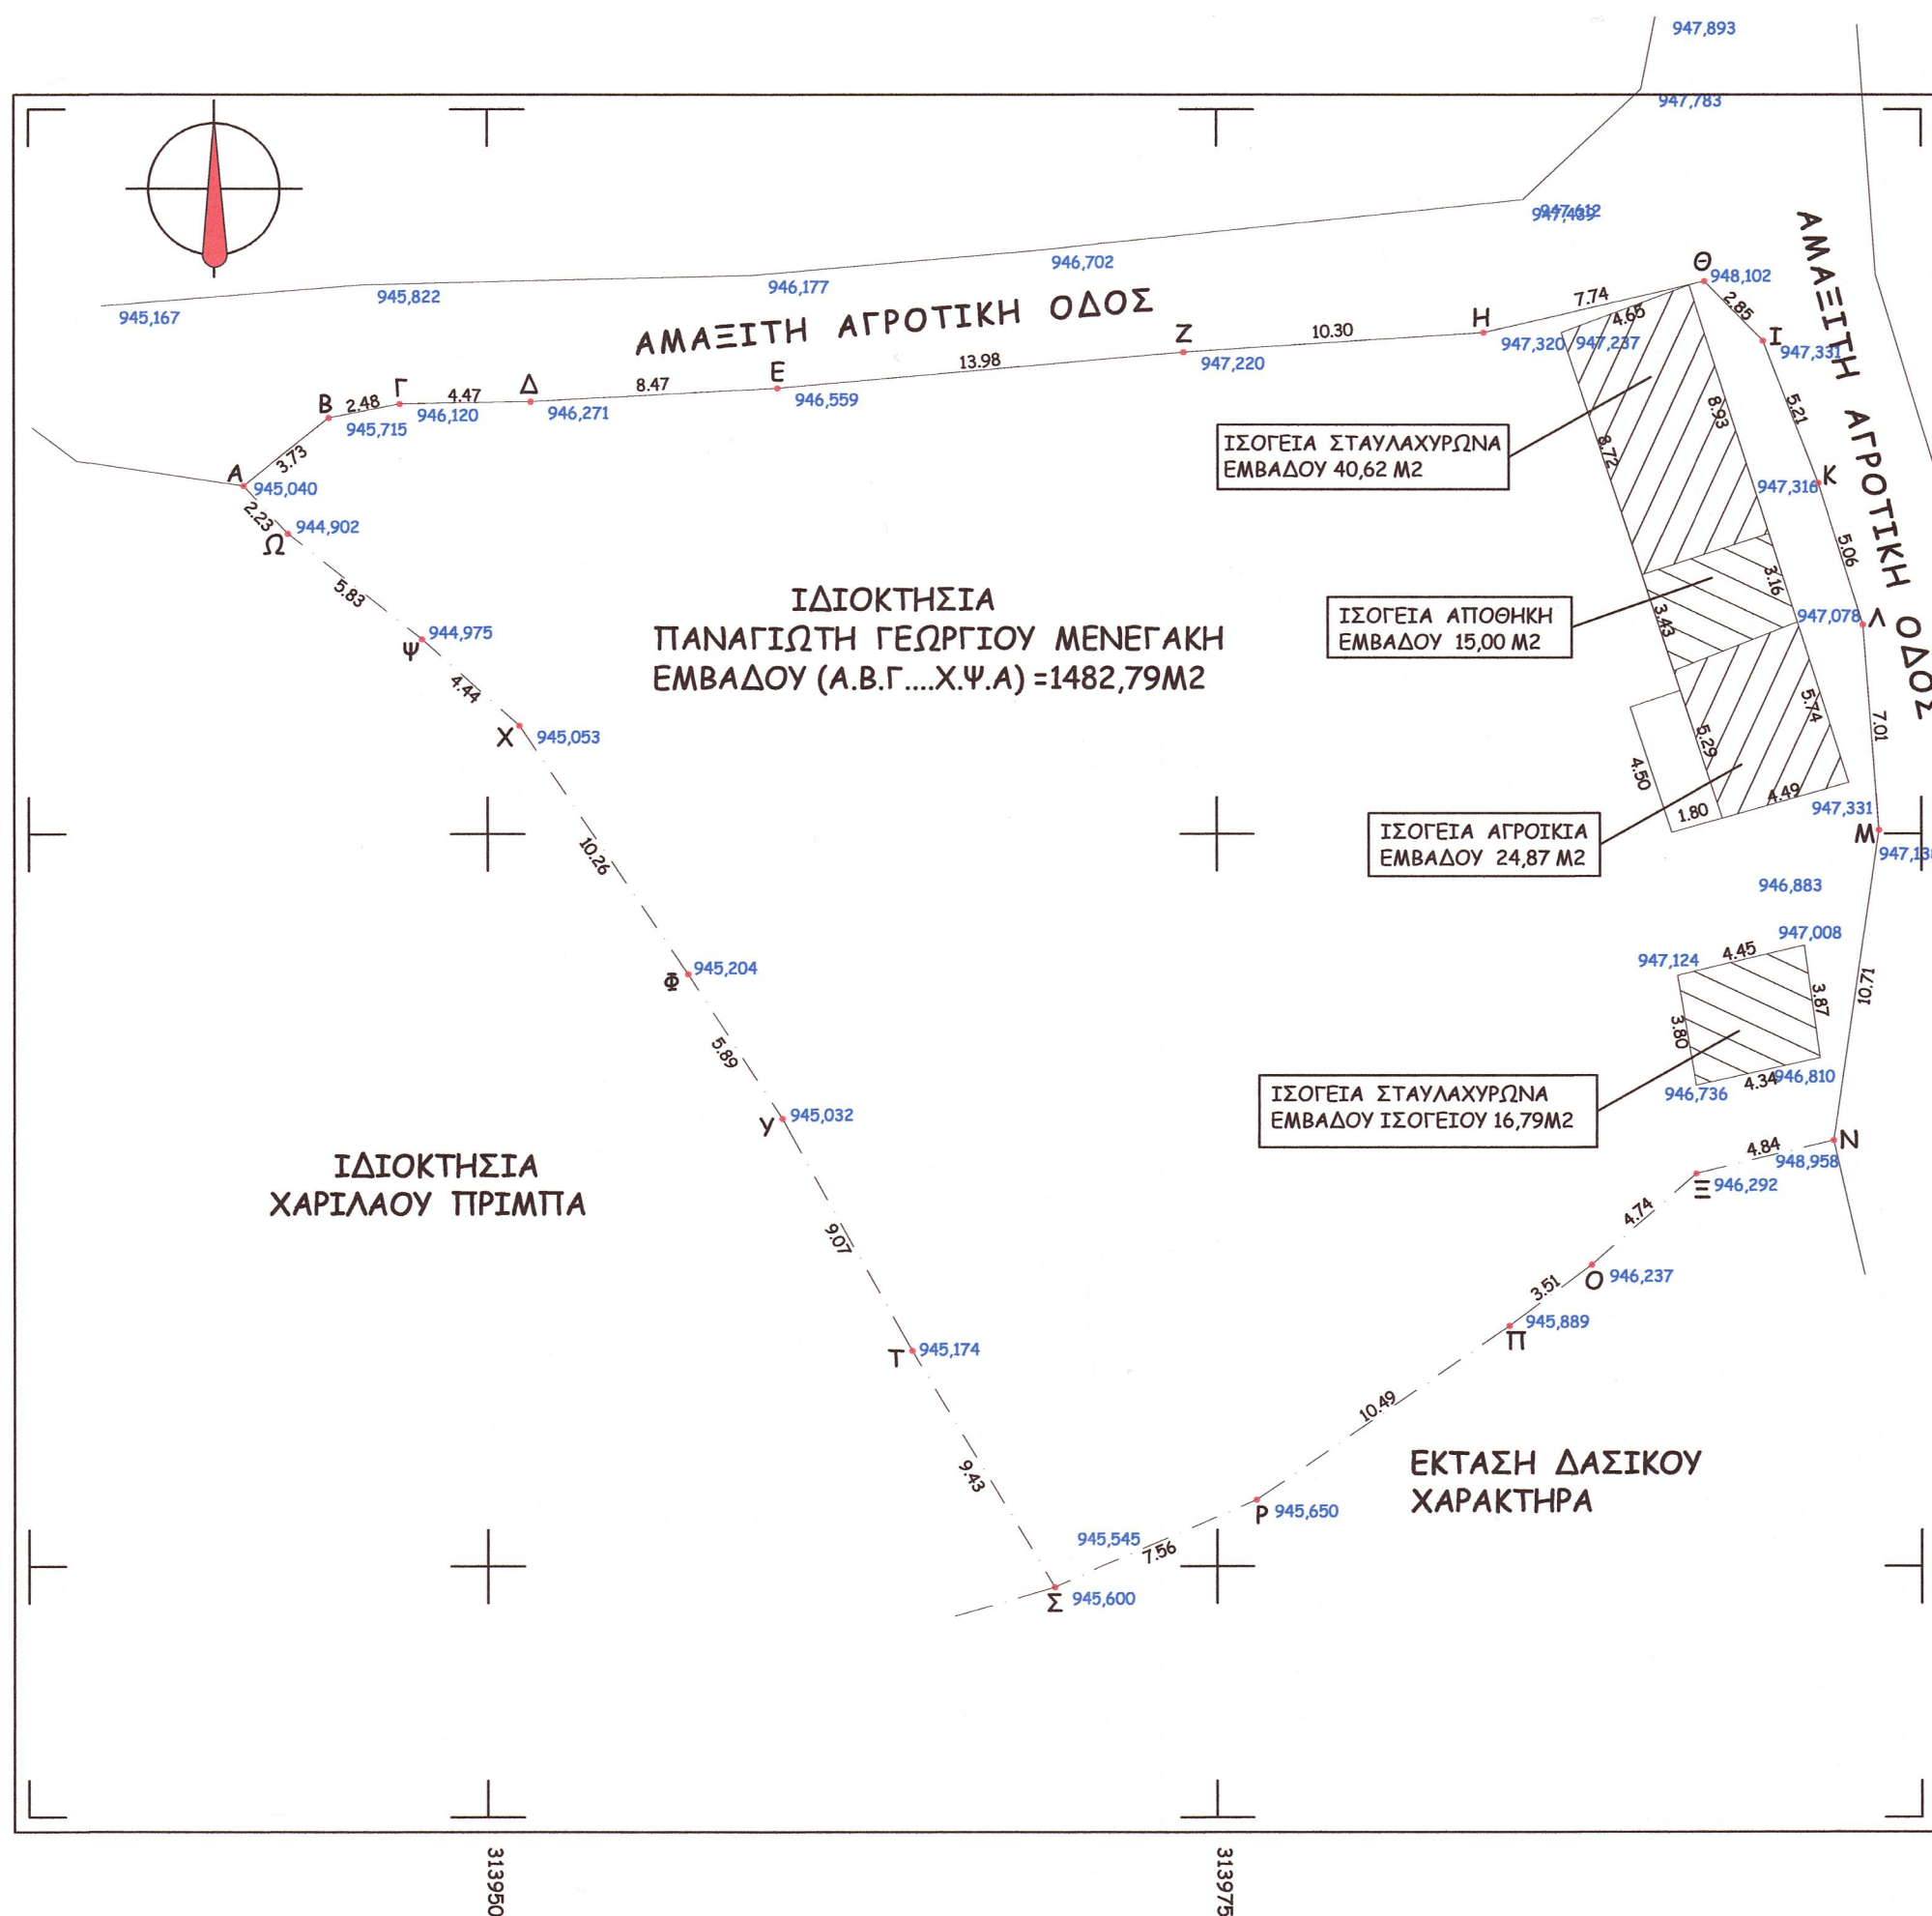 947,893
947,783
947,612
945,167
945,822
946,177
946,702
ΑΜΑΞΙΤΗ ΑΓΡΟΤΙΚΗ ΟΔΟΣ
ΑΜΑΞΙΤΗ ΑΓΡΟΤΙΚΗ ΟΔΟΣ
Θ
948,102
7.74
4.65
2.85
Ι
947,331
Η
947,320
947,237
10.30
Ζ
947,220
13.98
Ε
946,559
8.47
Δ
946,271
4.47
Γ
946,120
2.48
Β
945,715
3.73
Α
945,040
2.23
944,902
Ω
5.83
944,975
Ψ
4.44
Χ
945,053
10.26
945,204
Φ
5.89
945,032
Υ
9.07
Τ
945,174
9.43
ΙΣΟΓΕΙΑ ΣΤΑΥΛΑΧΥΡΩΝΑ
ΕΜΒΑΔΟΥ 40,62 Μ2
8.72
8.93
5.21
947,316
Κ
5.06
ΙΔΙΟΚΤΗΣΙΑ
ΠΑΝΑΓΙΩΤΗ ΓΕΩΡΓΙΟΥ ΜΕΝΕΓΑΚΗ
ΕΜΒΑΔΟΥ (Α.Β.Γ....Χ.Ψ.Α) =1482,79Μ2
ΙΣΟΓΕΙΑ ΑΠΟΘΗΚΗ
ΕΜΒΑΔΟΥ 15,00 Μ2
3.16
3.43
947,078
Λ
7.01
5.74
5.29
4.50
1.80
4.49
947,331
ΙΣΟΓΕΙΑ ΑΓΡΟΙΚΙΑ
ΕΜΒΑΔΟΥ 24,87 Μ2
Μ
946,883
947,008
947,124
4.45
3.87
3.80
4.34
946,810
946,736
10.71
ΙΣΟΓΕΙΑ ΣΤΑΥΛΑΧΥΡΩΝΑ
ΕΜΒΑΔΟΥ ΙΣΟΓΕΙΟΥ 16,79Μ2
Ν
4.84
948,958
Ξ
946,292
4.74
Ο
946,237
3.51
945,889
Π
10.49
ΙΔΙΟΚΤΗΣΙΑ
ΧΑΡΙΛΑΟΥ ΠΡΙΜΠΑ
ΕΚΤΑΣΗ ΔΑΣΙΚΟΥ
ΧΑΡΑΚΤΗΡΑ
Ρ
945,650
945,545
7.56
Σ
945,600
313950
313975